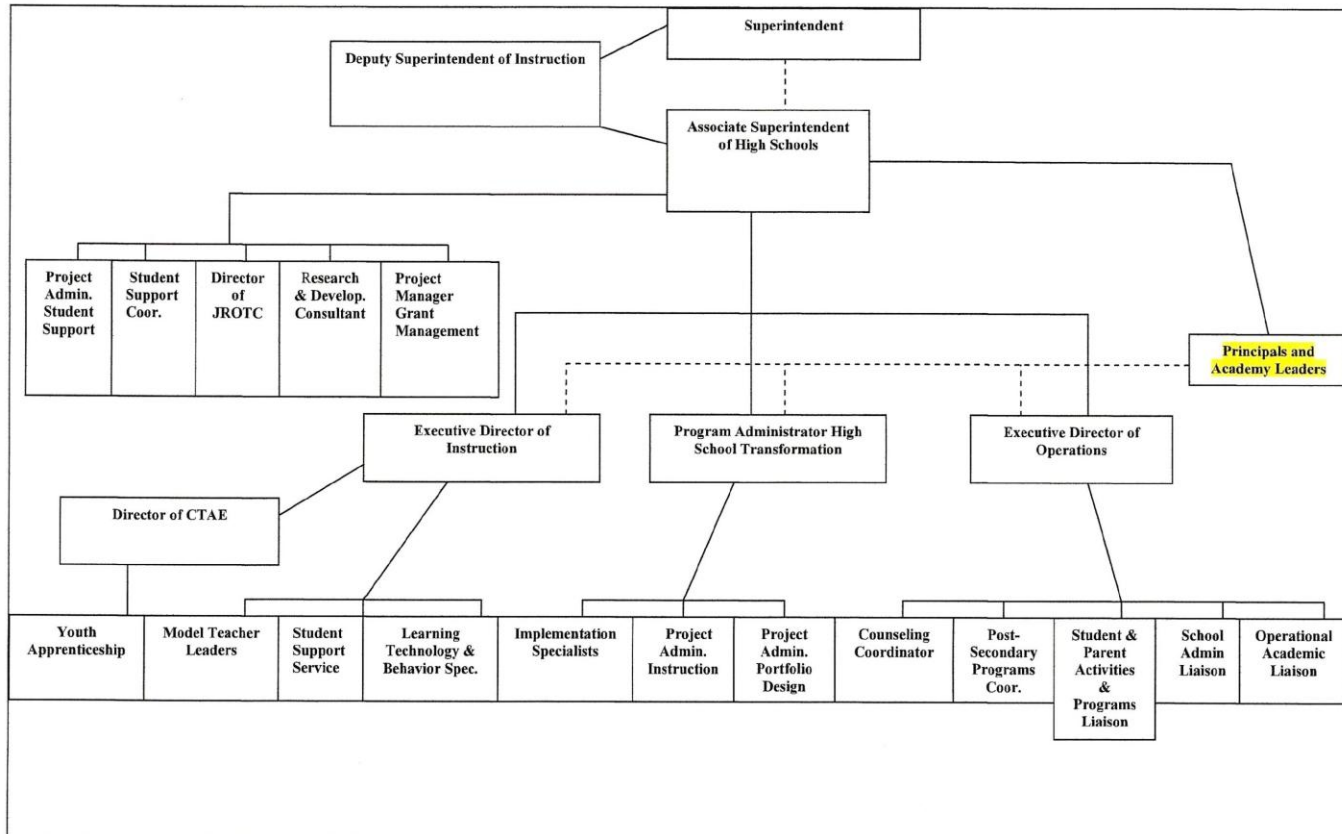 Superintendent
Deputy Superintendent of Instruction
Associate Superintendent
of High Schools
Project
Admin.
Student
Support
Student
Support
Coor.
Director
of
JROTC
Research
& Develop.
Consultant
Project
Manager
Grant
Management
Principals and
Academy Leaders
Executive Director of
Instruction
Program Administrator High
School Transformation
Executive Director of
Operations
Director of CTAE
Youth
Apprenticeship
Model Teacher
Leaders
Student
Support
Service
Learning
Technology &
Behavior Spec.
Implementation
Specialists
Project
Admin.
Instruction
Project
Admin.
Portfolio
Design
Counseling
Coordinator
Post-
Secondary
Programs
Coor.
Student &
Parent
Activities
&
Programs
Liaison
School
Admin
Liaison
Operational
Academic
Liaison